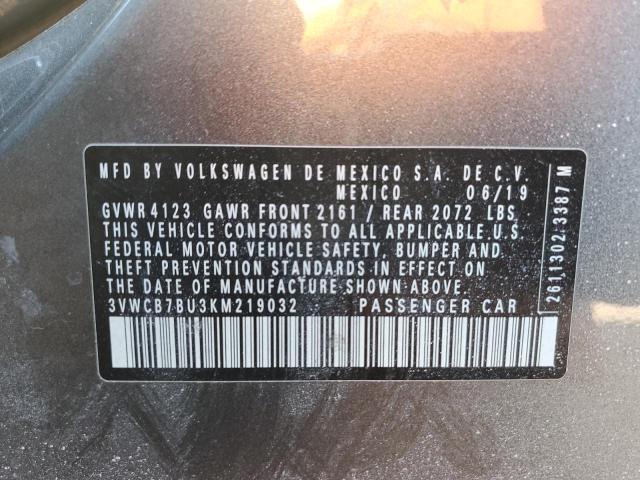 MFD BY VOLKSWAGEN DE MEXICO S.A. DE C.V.
MEXICO 06/19
GVWR 4123 GAWR FRONT 2161 / REAR 2072 LBS
THIS VEHICLE CONFORMS TO ALL APPLICABLE U.S.
FEDERAL MOTOR VEHICLE SAFETY, BUMPER AND
THEFT PREVENTION STANDARDS IN EFFECT ON
THE DATE OF MANUFACTURE SHOWN ABOVE.
3VWCB7BU3KM219032 PASSENGER CAR
2611302.3387 M